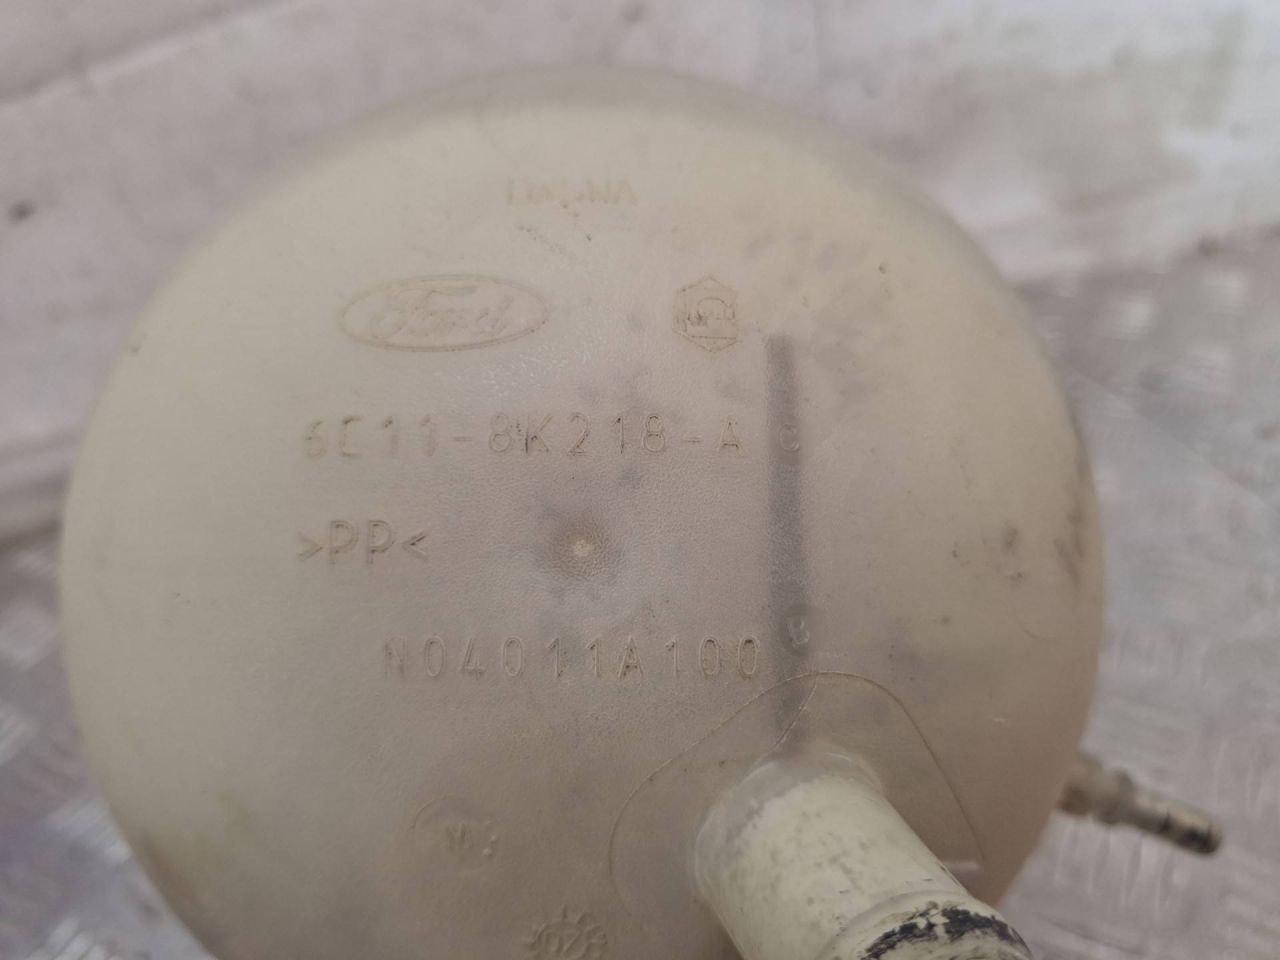 Ford
6C11-8K218-A C
>PP<
N04011A100 B